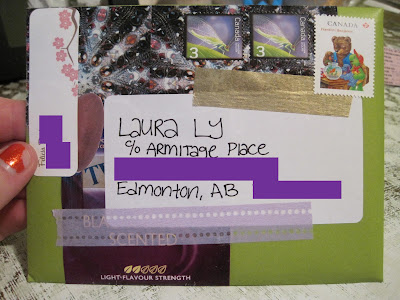 3
Canada
3
Canada
CANADA
P
Laura Ly
c/o Armitage Place
Edmonton, AB
SCENTED
LIGHT-FLAVOUR STRENGTH